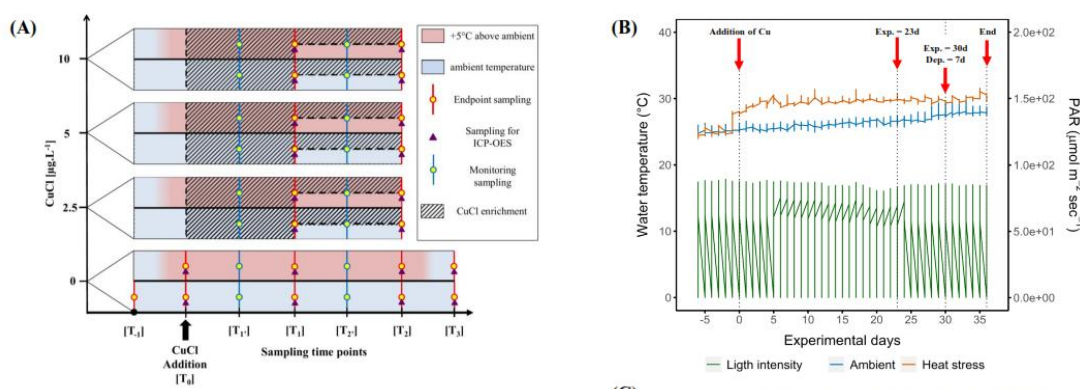 (A)
CuCl [µg.L⁻¹]
10
5
2.5
0
+5°C above ambient
ambient temperature
Endpoint sampling
Sampling for
ICP-OES
Monitoring
sampling
CuCl enrichment
[T-1]
[T1']
[T1]
[T2']
[T2]
[T3]
CuCl
Addition
[T0]
Sampling time points
(B)
Addition of Cu
Exp. = 23d
Exp. = 30d
Dep. = 7d
End
Water temperature (°C)
40
30
20
10
0
PAR (µmol m⁻² sec⁻¹)
2.0e+02
1.5e+02
1.0e+02
5.0e+01
0.0e+00
-5
0
5
10
15
20
25
30
35
Experimental days
Ligth intensity
Ambient
Heat stress